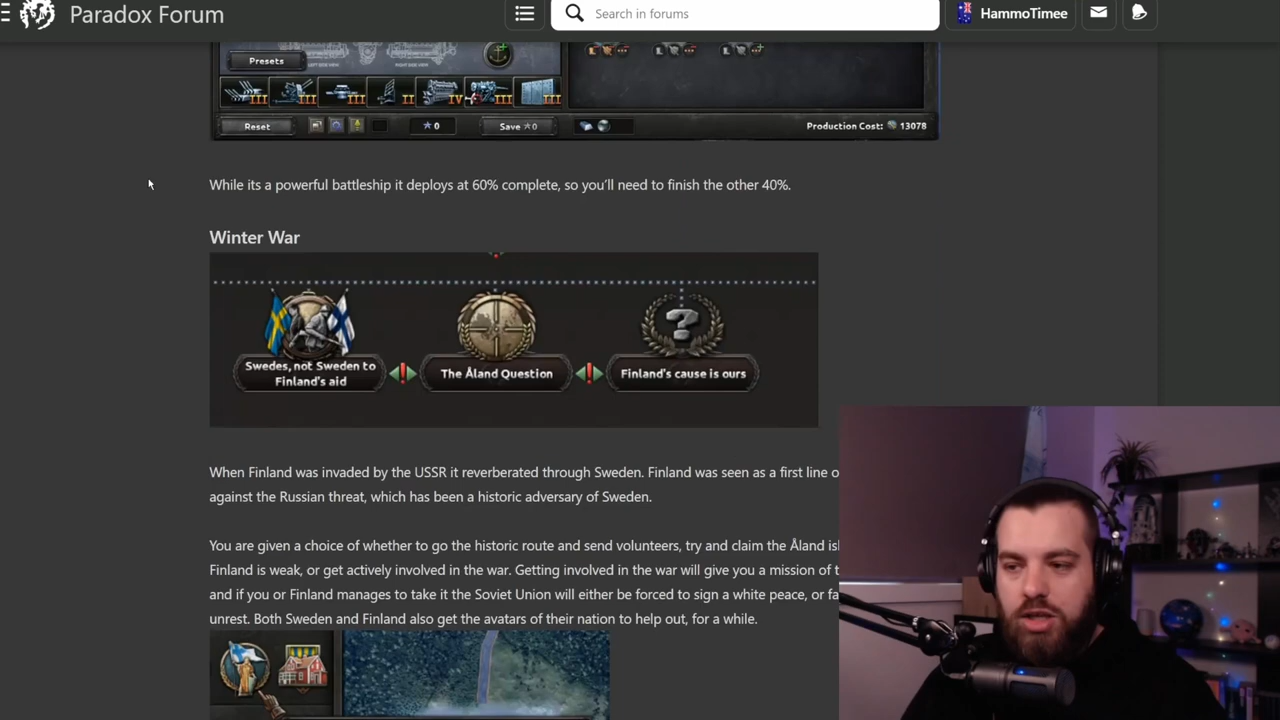 Paradox Forum
Search in forums
HammoTimee
Presets
III III III II IV III III
Reset
0
Save ☆0
Production Cost: 13078
While its a powerful battleship it deploys at 60% complete, so you'll need to finish the other 40%.
Winter War
Swedes, not Sweden to
Finland's aid
The Åland Question
Finland's cause is ours
When Finland was invaded by the USSR it reverberated through Sweden. Finland was seen as a first line o
against the Russian threat, which has been a historic adversary of Sweden.
You are given a choice of whether to go the historic route and send volunteers, try and claim the Åland isl
Finland is weak, or get actively involved in the war. Getting involved in the war will give you a mission of t
and if you or Finland manages to take it the Soviet Union will either be forced to sign a white peace, or fa
unrest. Both Sweden and Finland also get the avatars of their nation to help out, for a while.